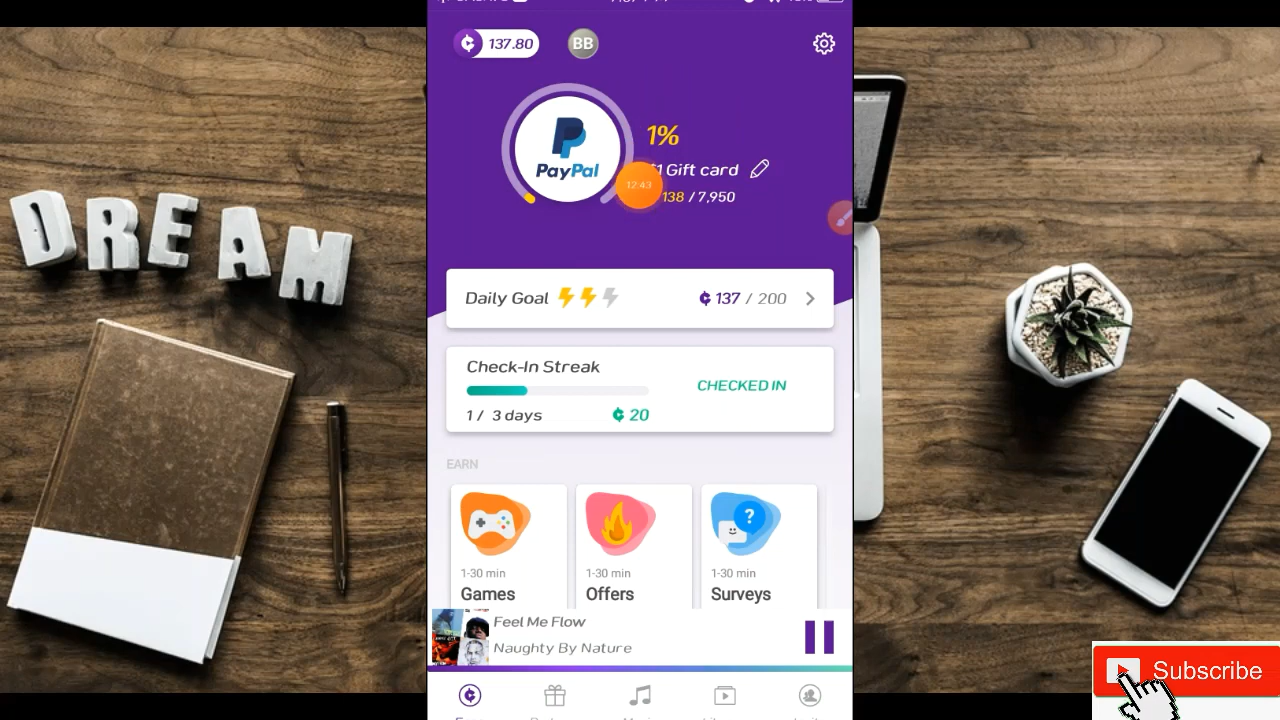 137.80
BB
1%
PayPal
Gift card
12:43
138 / 7,950
DREAM
Daily Goal
137 / 200
Check-In Streak
CHECKED IN
1 / 3 days
20
EARN
1-30 min
Games
1-30 min
Offers
1-30 min
Surveys
Feel Me Flow
Naughty By Nature
Subscribe